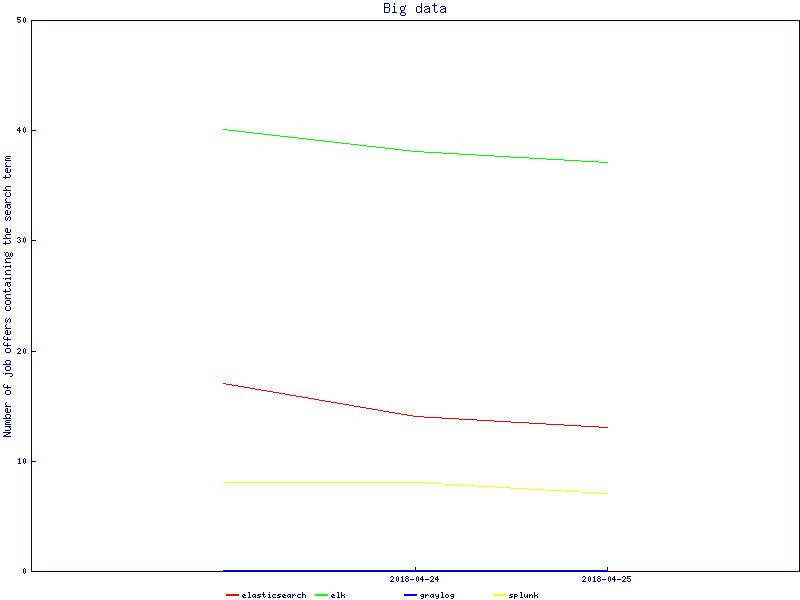 Big data
50
40
30
20
10
0
Number of job offers containing the search term
2018-04-24 2018-04-25
elasticsearch elk graylog splunk